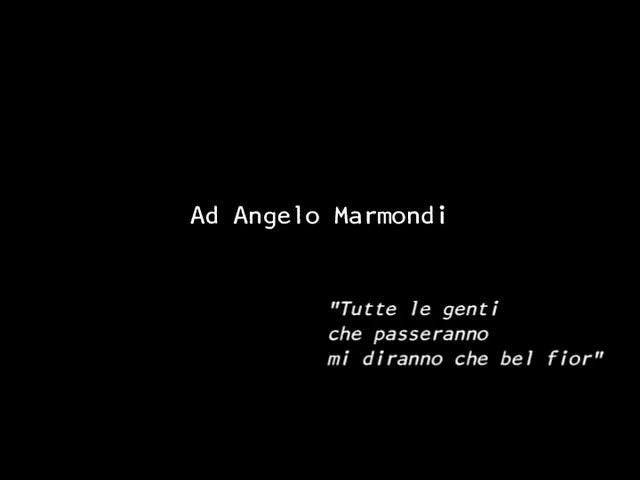 Ad Angelo Marmondi
"Tutte le genti
che passeranno
mi diranno che bel fior"